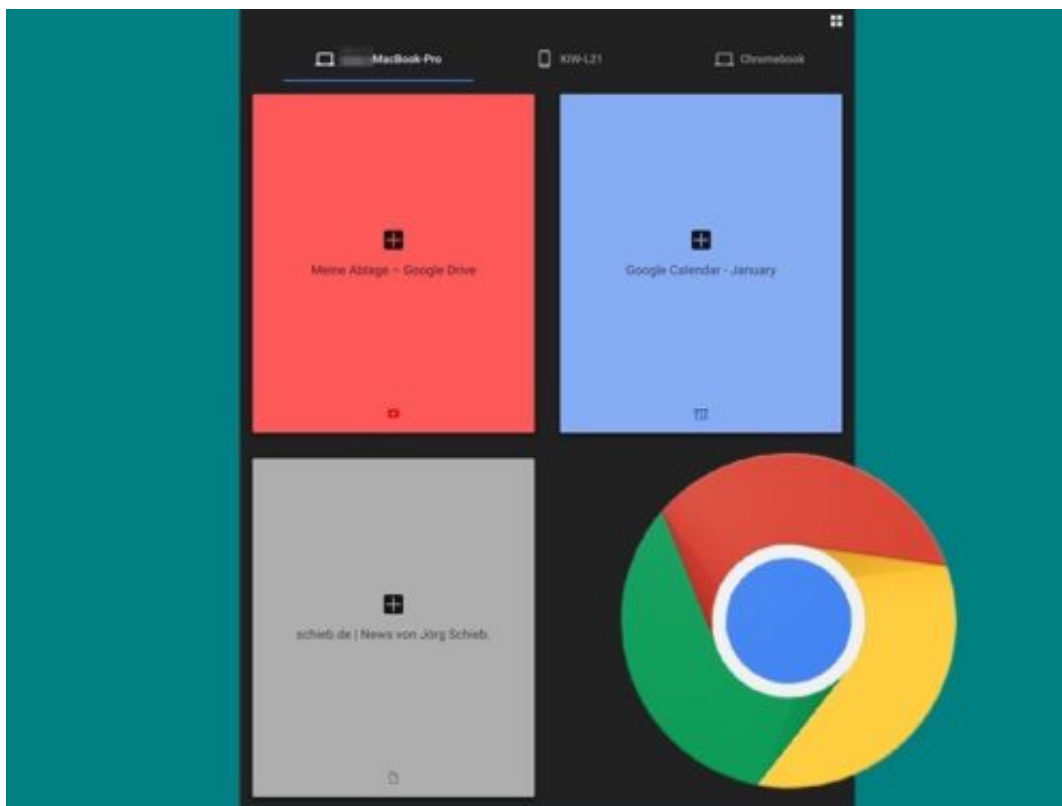 MacBook-Pro
KIW-L21
Chromebook
Meine Ablage – Google Drive
Google Calendar - January
schieb.de | News von Jörg Schieb.